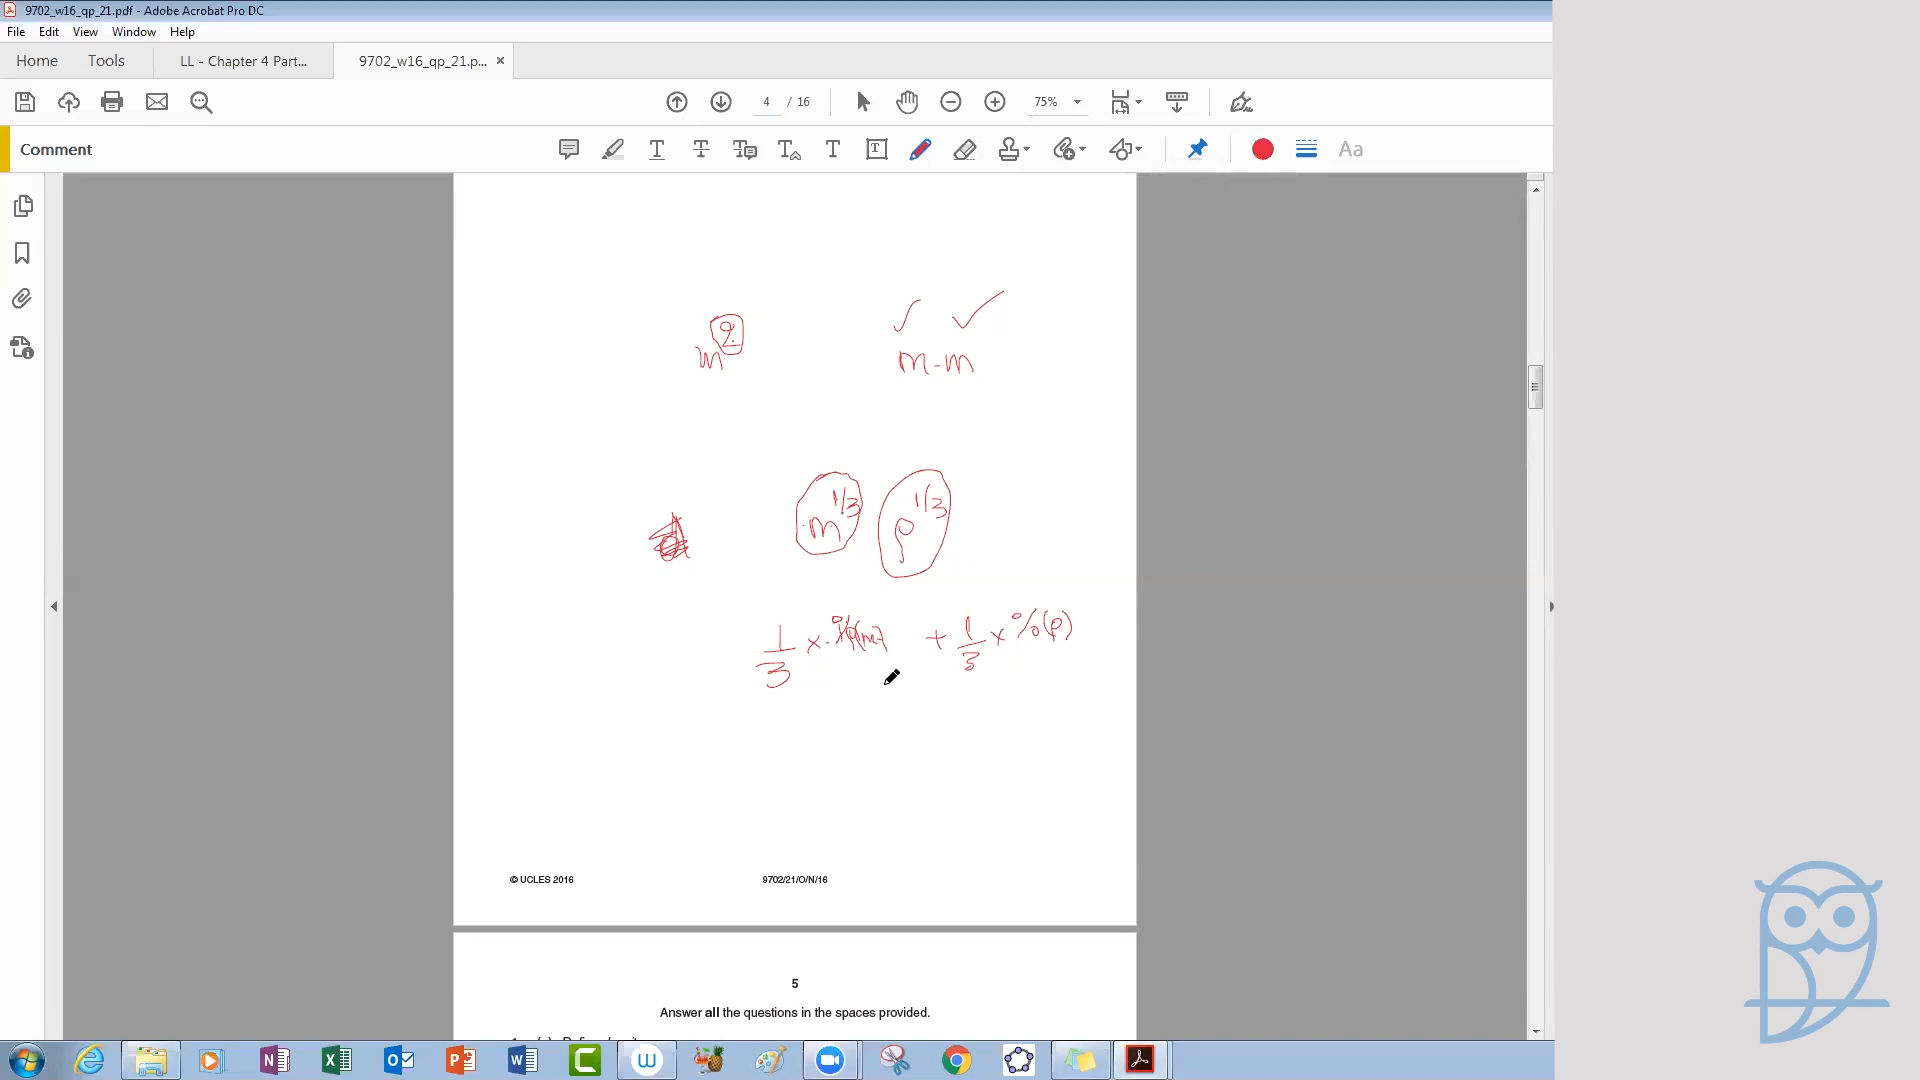 9702_w16_qp_21.pdf - Adobe Acrobat Pro DC
File Edit View Window Help
Home Tools LL - Chapter 4 Part... 9702_w16_qp_21.p... ×
4 / 16 75%
Comment
T T T T Aa
m²
m - m
m^1/3 ρ^1/3
1/3 × %(m) + 1/3 × %(ρ)
© UCLES 2016 9702/21/O/N/16
5
Answer all the questions in the spaces provided.